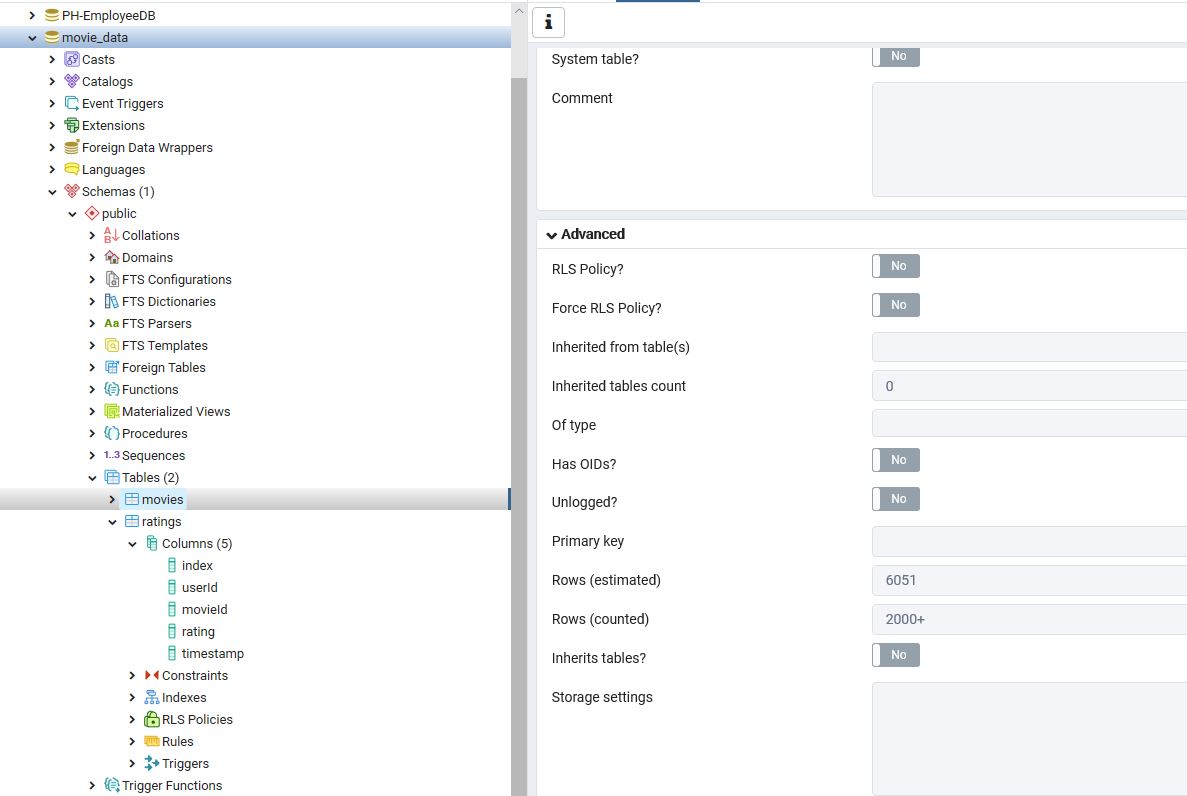 PH-EmployeeDB
movie_data
Casts
Catalogs
Event Triggers
Extensions
Foreign Data Wrappers
Languages
Schemas (1)
public
Collations
Domains
FTS Configurations
FTS Dictionaries
Aa FTS Parsers
FTS Templates
Foreign Tables
Functions
Materialized Views
Procedures
1..3 Sequences
Tables (2)
movies
ratings
Columns (5)
index
userId
movieId
rating
timestamp
Constraints
Indexes
RLS Policies
Rules
Triggers
Trigger Functions
i
System table? No
Comment
Advanced
RLS Policy? No
Force RLS Policy? No
Inherited from table(s)
Inherited tables count 0
Of type
Has OIDs? No
Unlogged? No
Primary key
Rows (estimated) 6051
Rows (counted) 2000+
Inherits tables? No
Storage settings